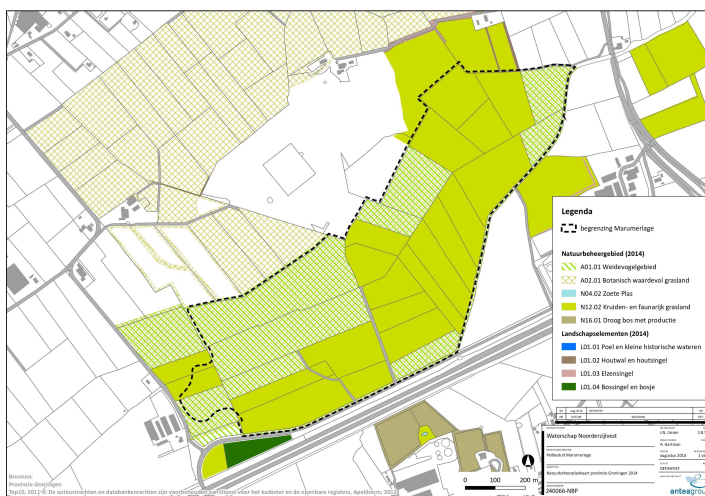 Legenda
begrenzing Marumerlage
Natuurbeheergebied (2014)
A01.01 Weidevogelgebied
A02.01 Botanisch waardevol grasland
N04.02 Zoete Plas
N12.02 Kruiden- en faunarijk grasland
N16.01 Droog bos met productie
Landschapselementen (2014)
L01.01 Poel en kleine historische wateren
L01.02 Houtwal en houtsingel
L01.03 Elzensingel
L01.04 Bossingel en bosje
Waterschap Noorderzijlvest
Peilbesluit Marumerlage
Natuurbeheerplankaart provincie Groningen 2014
240066-NBP
A. Hartman
augustus 2014
DEFINITIEF
anteagrou
0 100 200 m
Bronnen:
Provincie Groningen
Top10, 2011 © De auteursrechten en databankenrechten zijn voorbehouden aan Dienst voor het kadaster en de openbare registers, Apeldoorn, 2012